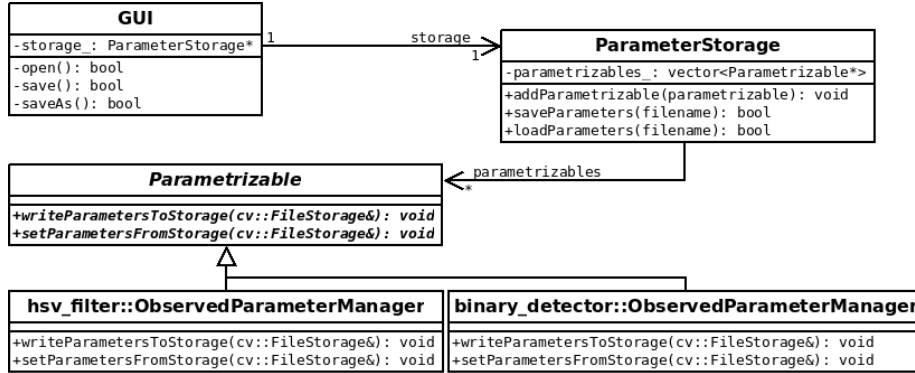 GUI
-storage_: ParameterStorage*
-open(): bool
-save(): bool
-saveAs(): bool
1
storage
1
ParameterStorage
-parametrizables_: vector<Parametrizable*>
+addParametrizable(parametrizable): void
+saveParameters(filename): bool
+loadParameters(filename): bool
Parametrizable
+writeParametersToStorage(cv::FileStorage&): void
+setParametersFromStorage(cv::FileStorage&): void
parametrizables
*
hsv_filter::ObservedParameterManager
+writeParametersToStorage(cv::FileStorage&): void
+setParametersFromStorage(cv::FileStorage&): void
binary_detector::ObservedParameterManager
+writeParametersToStorage(cv::FileStorage&): void
+setParametersFromStorage(cv::FileStorage&): void